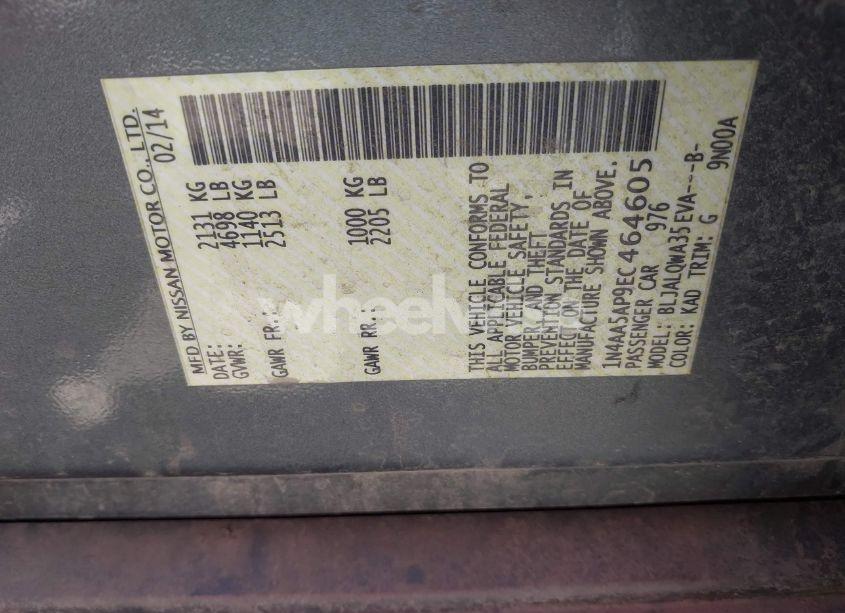 MFD BY NISSAN MOTOR CO., LTD.
DATE: 02/14
GVWR: 2131 KG
4698 LB
GAWR FR.: 1140 KG
2513 LB
GAWR RR.: 1000 KG
2205 LB
THIS VEHICLE CONFORMS TO
ALL APPLICABLE FEDERAL
MOTOR VEHICLE SAFETY,
BUMPER, AND THEFT
PREVENTION STANDARDS IN
EFFECT ON THE DATE OF
MANUFACTURE SHOWN ABOVE.
1N4AA5AP9EC464605
PASSENGER CAR 976
MODEL: BLJALQWA35EVA---B-
COLOR: KAD TRIM: G 9N00A